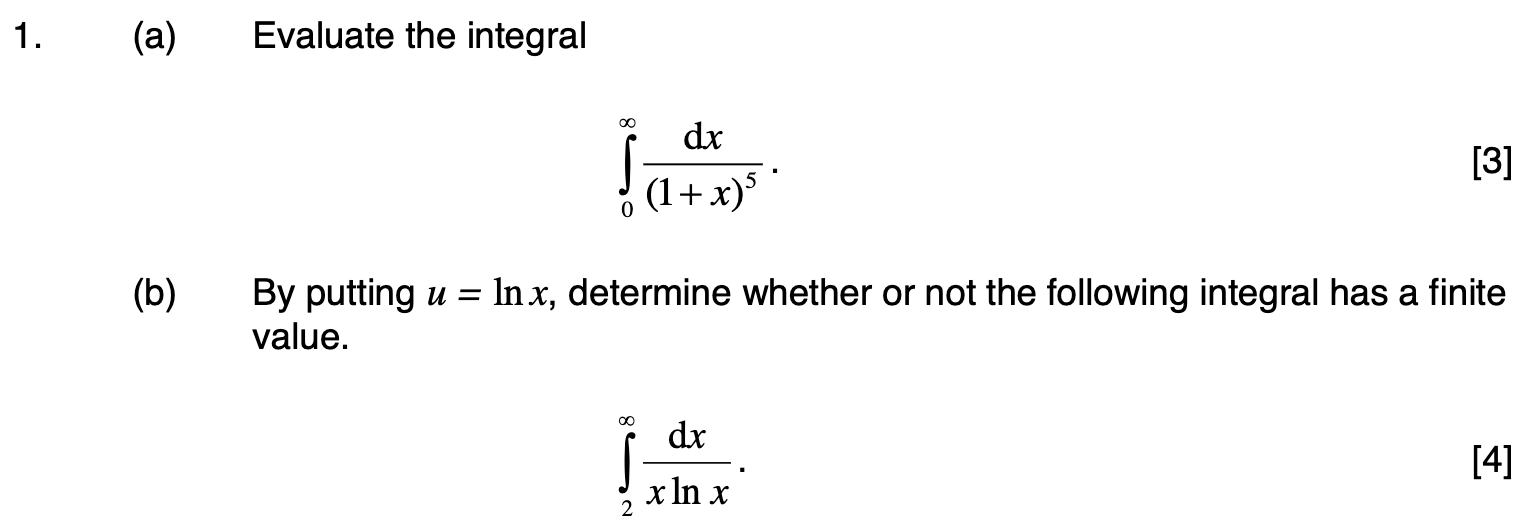 1. (a) Evaluate the integral
∫₀^∞ dx/(1+x)⁵ . [3]
(b) By putting u = ln x, determine whether or not the following integral has a finite
value.
∫₂^∞ dx/(x ln x) . [4]